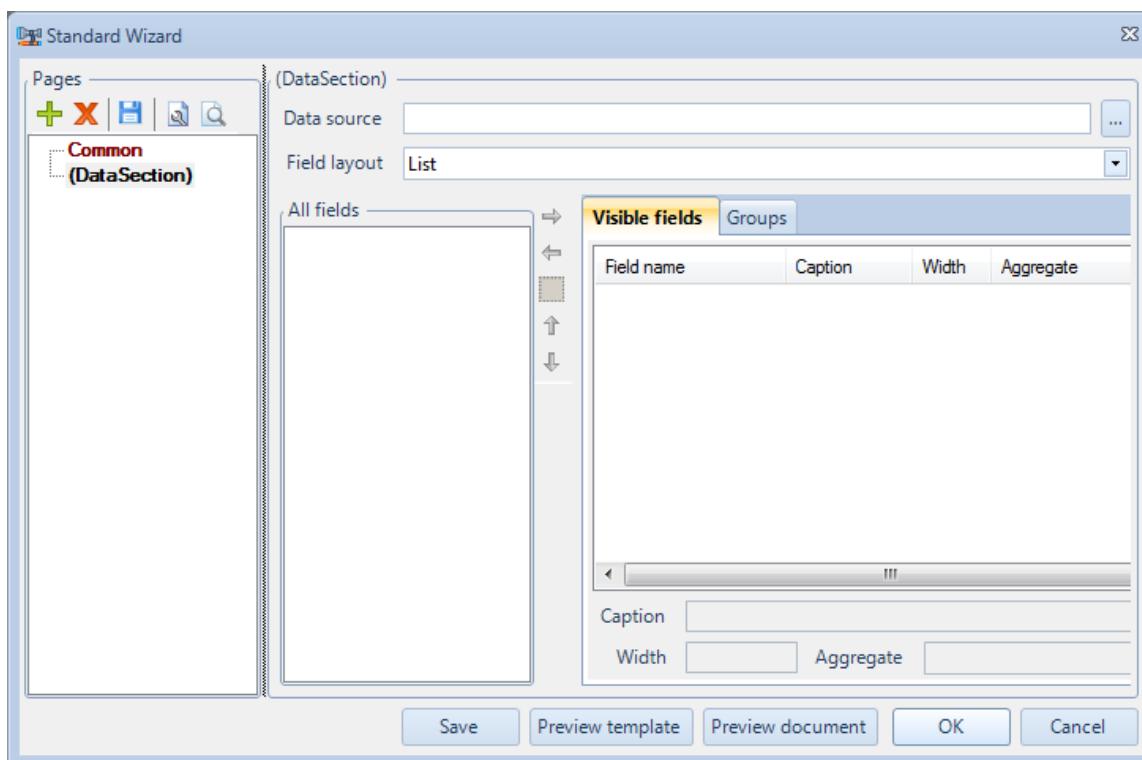 Standard Wizard
Pages
Common
(DataSection)
(DataSection)
Data source
...
Field layout List
All fields
Visible fields Groups
Field name Caption Width Aggregate
Caption
Width Aggregate
Save Preview template Preview document OK Cancel